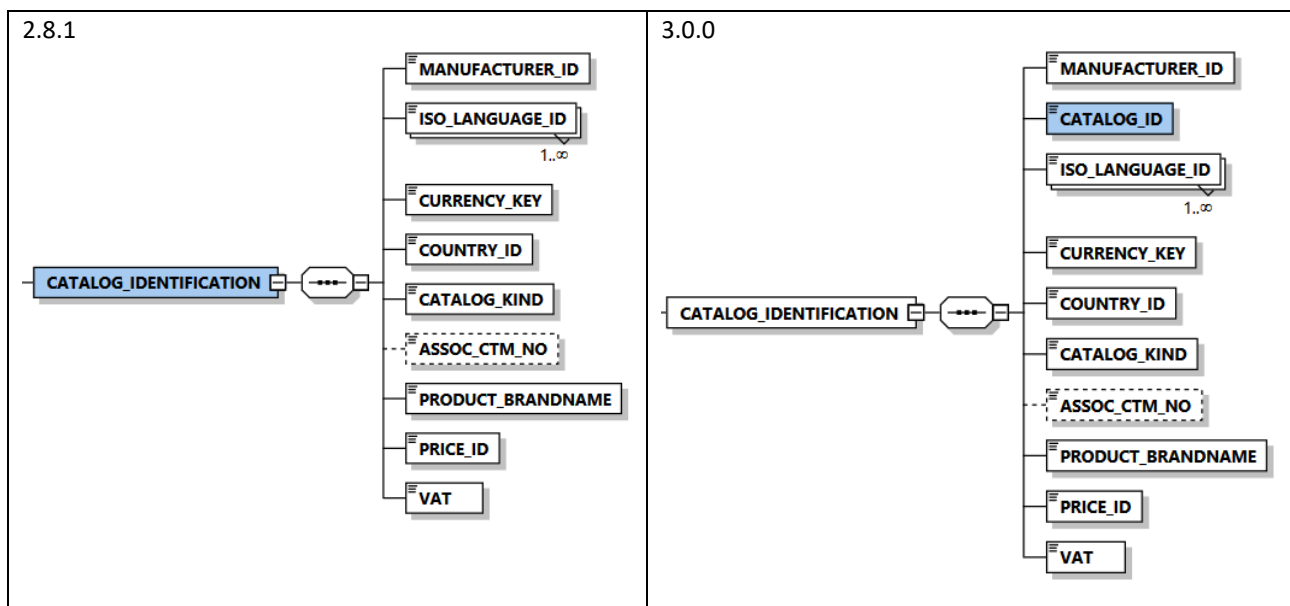 2.8.1
CATALOG_IDENTIFICATION
MANUFACTURER_ID
ISO_LANGUAGE_ID
1..∞
CURRENCY_KEY
COUNTRY_ID
CATALOG_KIND
ASSOC_CTM_NO
PRODUCT_BRANDNAME
PRICE_ID
VAT
3.0.0
CATALOG_IDENTIFICATION
MANUFACTURER_ID
CATALOG_ID
ISO_LANGUAGE_ID
1..∞
CURRENCY_KEY
COUNTRY_ID
CATALOG_KIND
ASSOC_CTM_NO
PRODUCT_BRANDNAME
PRICE_ID
VAT